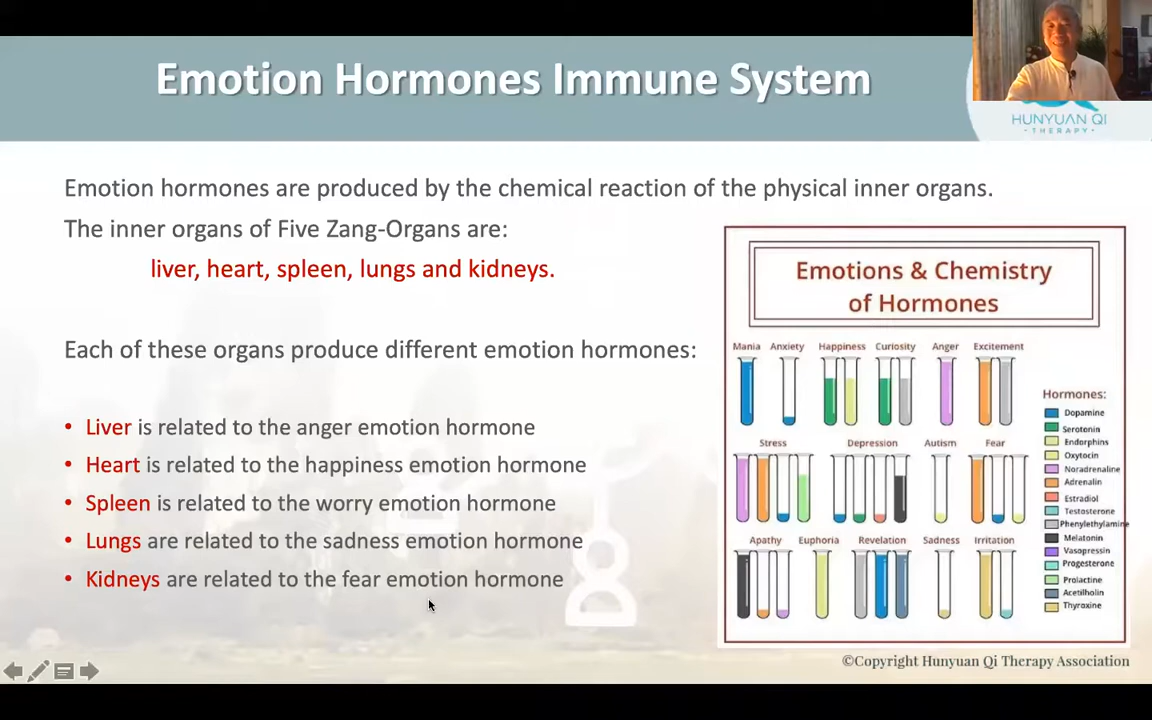 Emotion Hormones Immune System
HUNYUAN QI
• THERAPY •
Emotion hormones are produced by the chemical reaction of the physical inner organs.
The inner organs of Five Zang-Organs are:
liver, heart, spleen, lungs and kidneys.
Each of these organs produce different emotion hormones:
• Liver is related to the anger emotion hormone
• Heart is related to the happiness emotion hormone
• Spleen is related to the worry emotion hormone
• Lungs are related to the sadness emotion hormone
• Kidneys are related to the fear emotion hormone
Emotions & Chemistry
of Hormones
Mania Anxiety Happiness Curiosity Anger Excitement
Stress Depression Autism Fear
Apathy Euphoria Revelation Sadness Irritation
Hormones:
Dopamine
Serotonin
Endorphins
Oxytocin
Noradrenaline
Adrenalin
Estradiol
Testosterone
Phenylethylamine
Melatonin
Vasopressin
Progesterone
Prolactine
Acetilholin
Thyroxine
©Copyright Hunyuan Qi Therapy Association